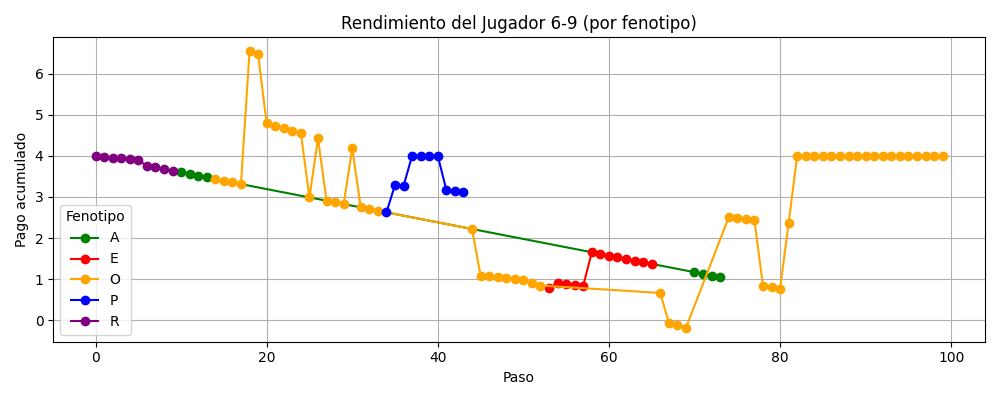 Rendimiento del Jugador 6-9 (por fenotipo)
Pago acumulado
6
5
4
3
2
1
0
Fenotipo
A
E
O
P
R
0
20
40
60
80
100
Paso